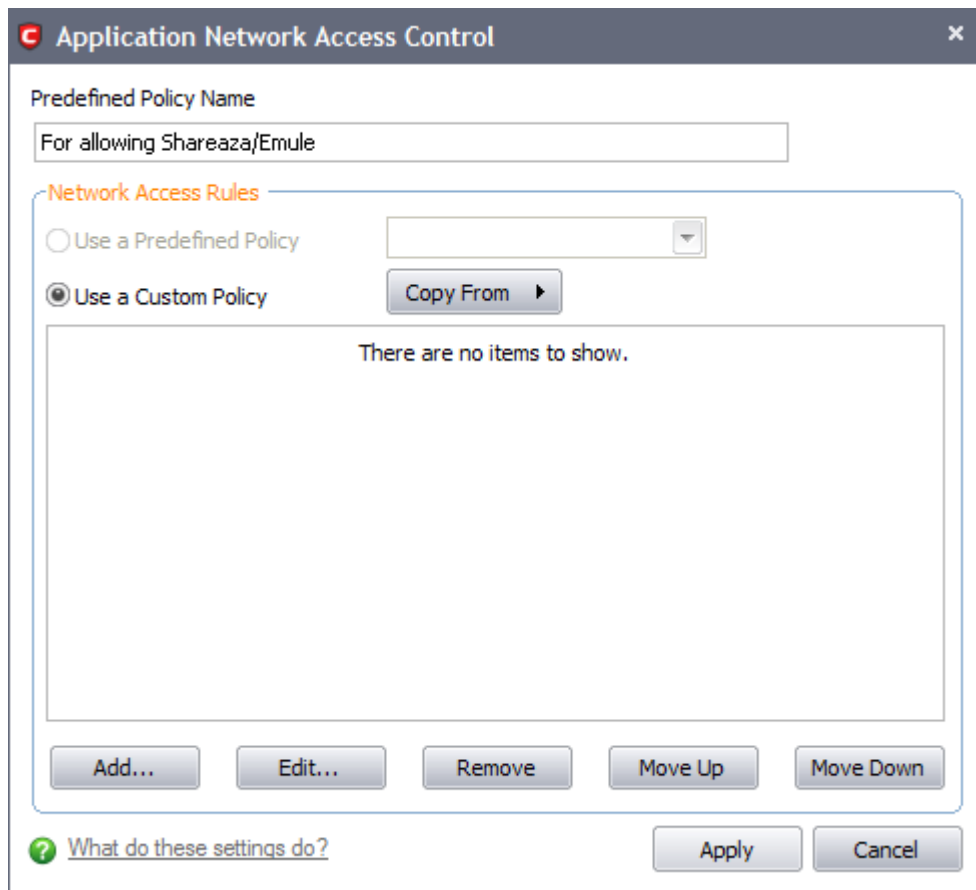 Application Network Access Control
Predefined Policy Name
For allowing Shareaza/Emule
Network Access Rules
Use a Predefined Policy
Use a Custom Policy
Copy From
There are no items to show.
Add...
Edit...
Remove
Move Up
Move Down
What do these settings do?
Apply
Cancel